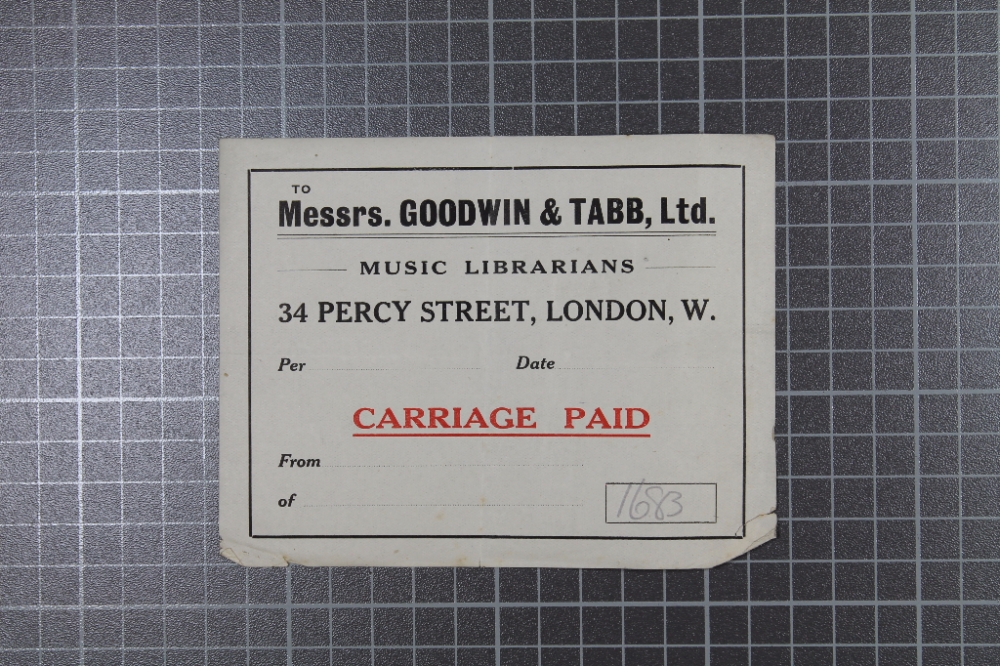 TO
Messrs. GOODWIN & TABB, Ltd.
MUSIC LIBRARIANS
34 PERCY STREET, LONDON, W.
Per Date
CARRIAGE PAID
From
of
1683